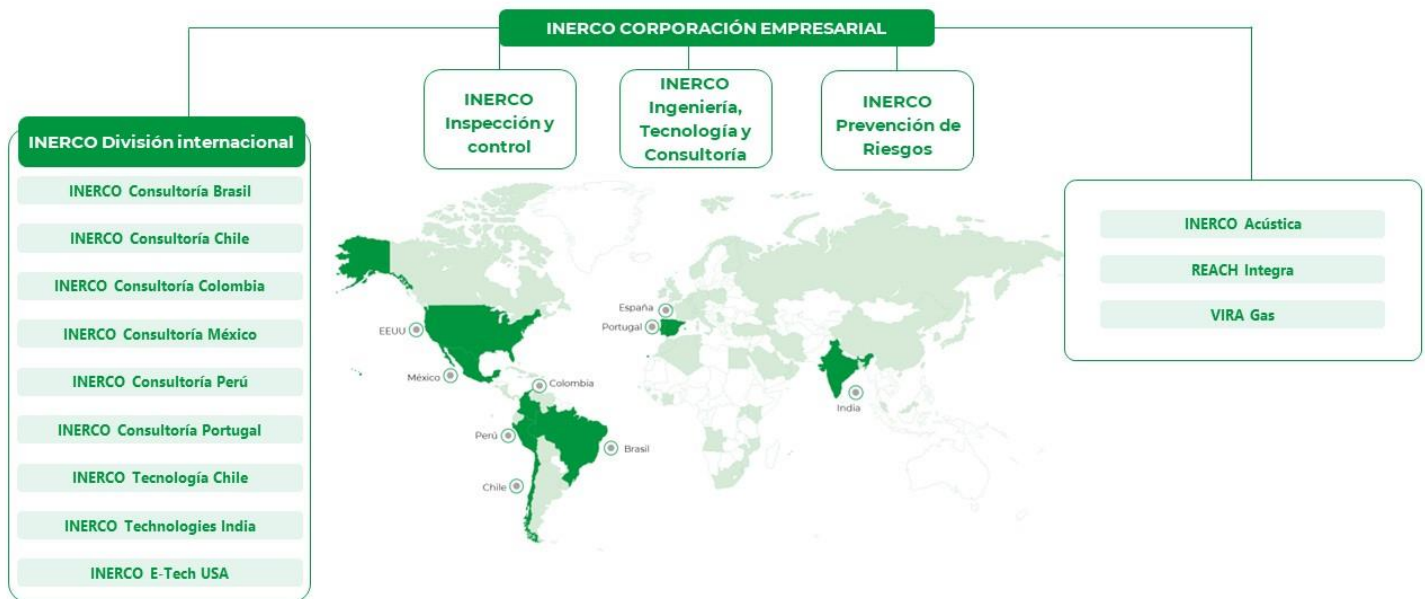 INERCO CORPORACIÓN EMPRESARIAL
INERCO
Inspección y
control
INERCO
Ingeniería,
Tecnología y
Consultoría
INERCO
Prevención de
Riesgos
INERCO División internacional
INERCO Consultoría Brasil
INERCO Consultoría Chile
INERCO Consultoría Colombia
INERCO Consultoría México
INERCO Consultoría Perú
INERCO Consultoría Portugal
INERCO Tecnología Chile
INERCO Technologies India
INERCO E-Tech USA
EEUU
México
Colombia
Perú
Brasil
Chile
España
Portugal
India
INERCO Acústica
REACH Integra
VIRA Gas